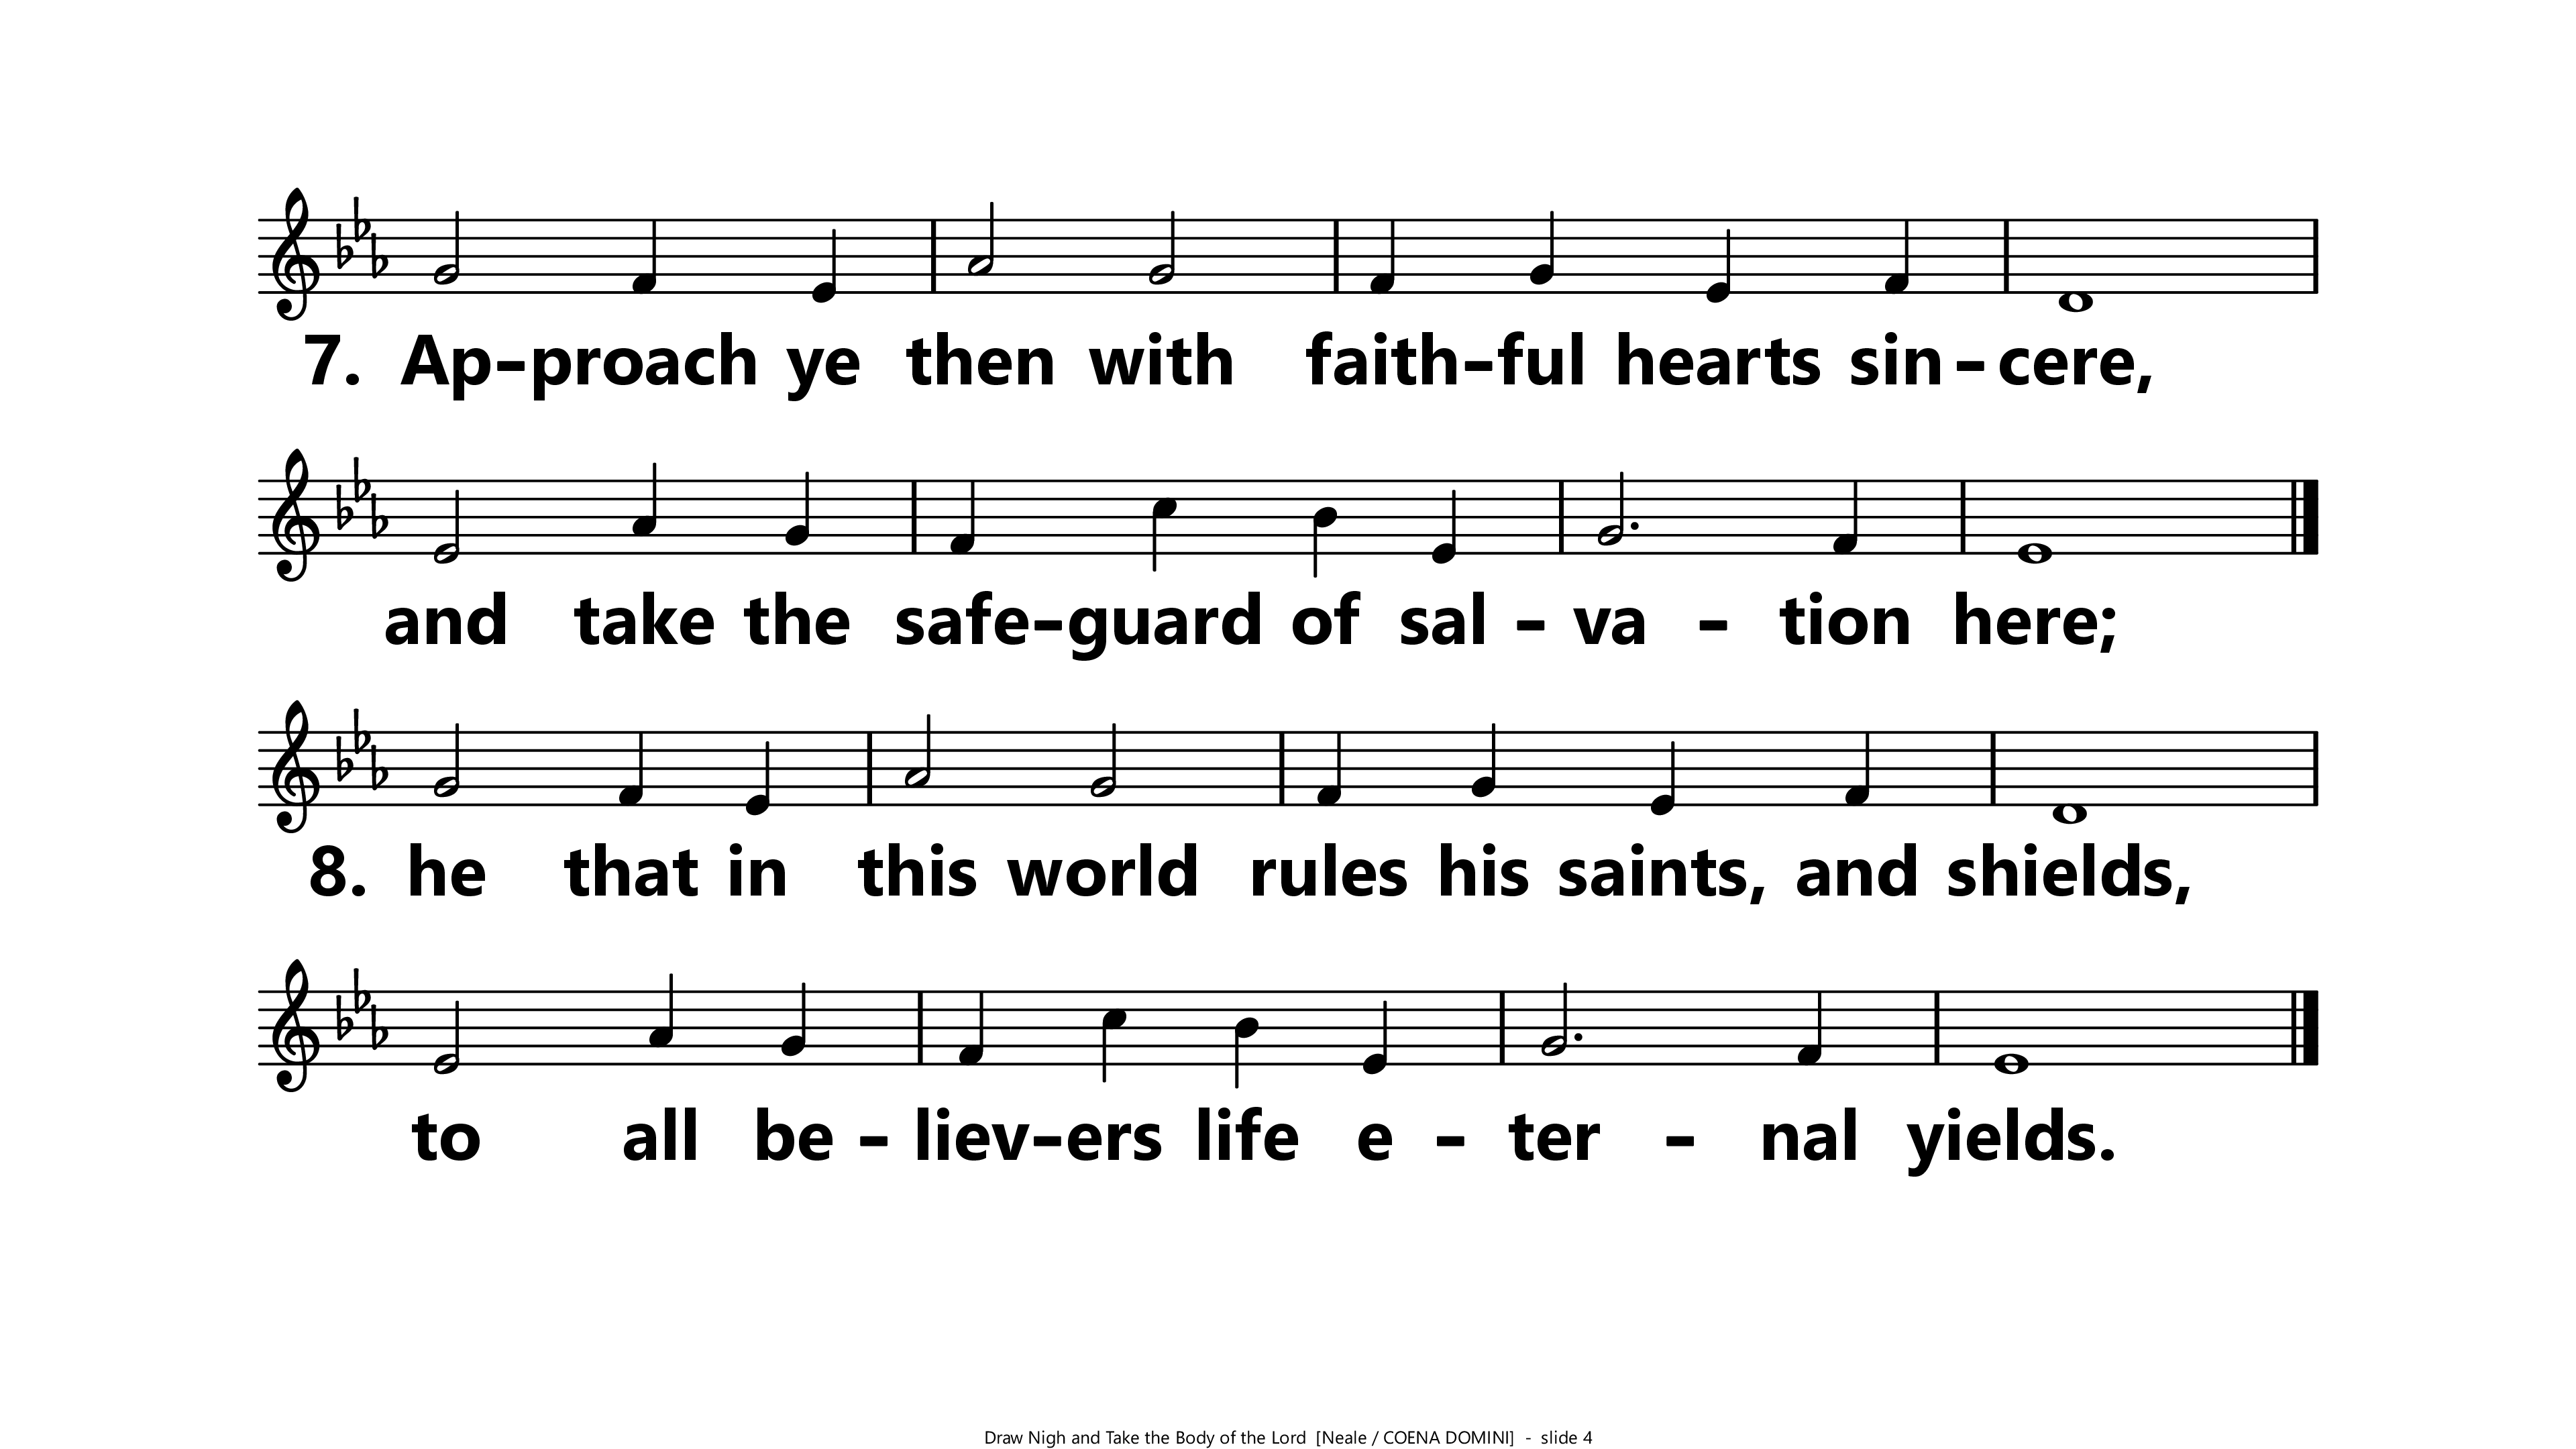 7. Ap-proach ye then with faith-ful hearts sin-cere,
and take the safe-guard of sal-va-tion here;
8. he that in this world rules his saints, and shields,
to all be-liev-ers life e-ter-nal yields.
Draw Nigh and Take the Body of the Lord [Neale / COENA DOMINI] - slide 4